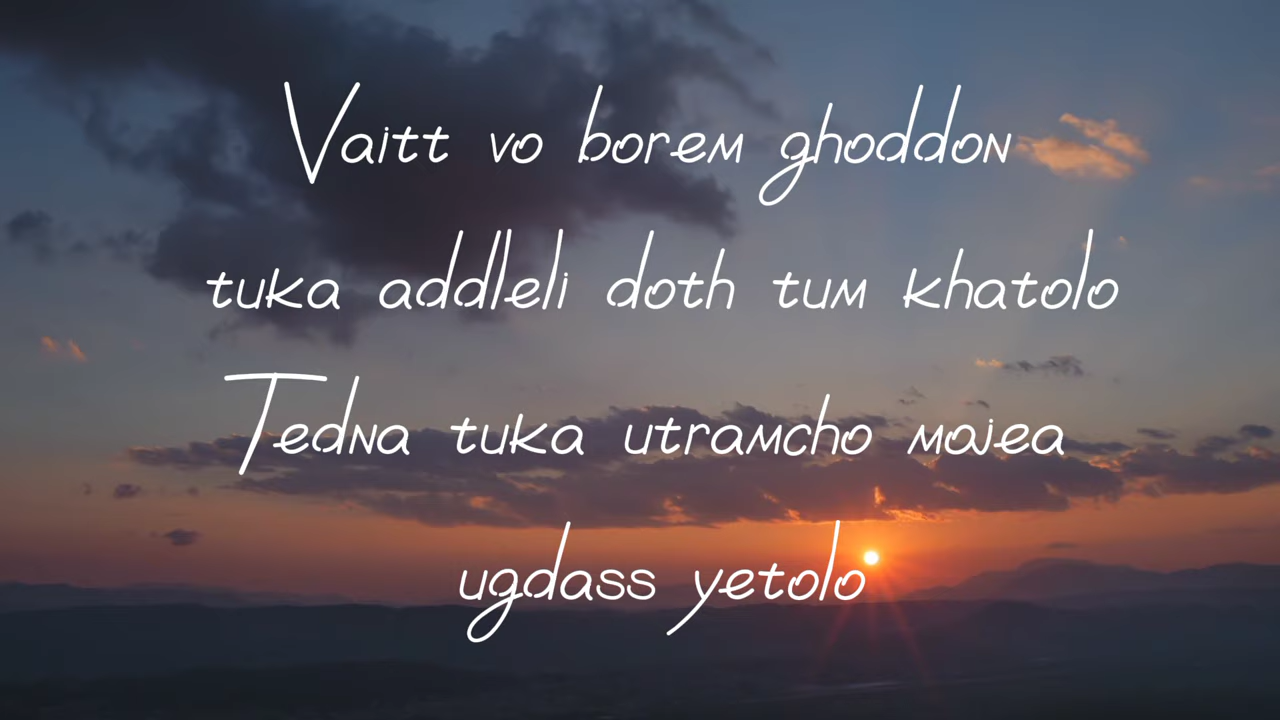 Vaitt vo borem ghoddon
tuka addleli doth tum khatolo
Tedna tuka utramcho mojea
ugdass yetolo